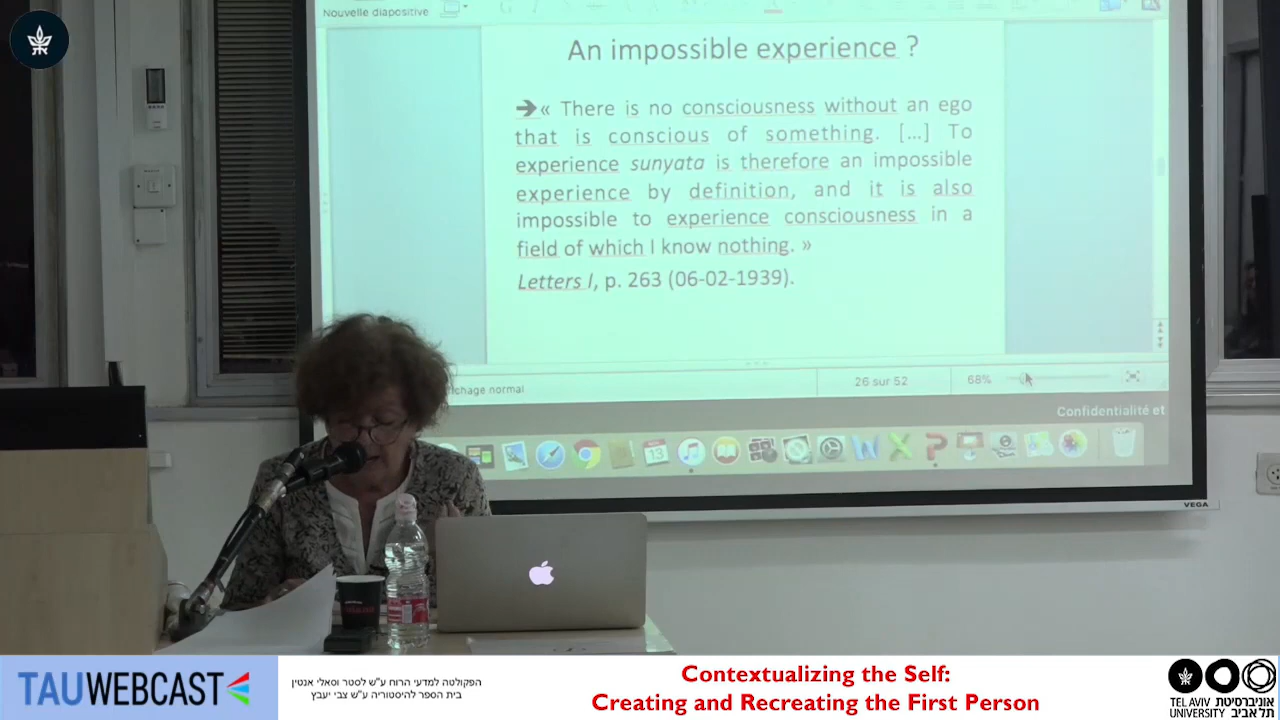 Nouvelle diapositive
An impossible experience ?
➔« There is no consciousness without an ego
that is conscious of something. [...] To
experience sunyata is therefore an impossible
experience by definition, and it is also
impossible to experience consciousness in a
field of which I know nothing. »
Letters I, p. 263 (06-02-1939).
fichage normal
26 sur 52
68%
Confidentialité et
VEGA
TAUWEBCAST
הפקולטה למדעי הרוח ע"ש לסטר וסאלי אנטין
בית הספר להיסטוריה ע"ש צבי יעבץ
Contextualizing the Self:
Creating and Recreating the First Person
TEL AVIV UNIVERSITY
אוניברסיטת תל אביב